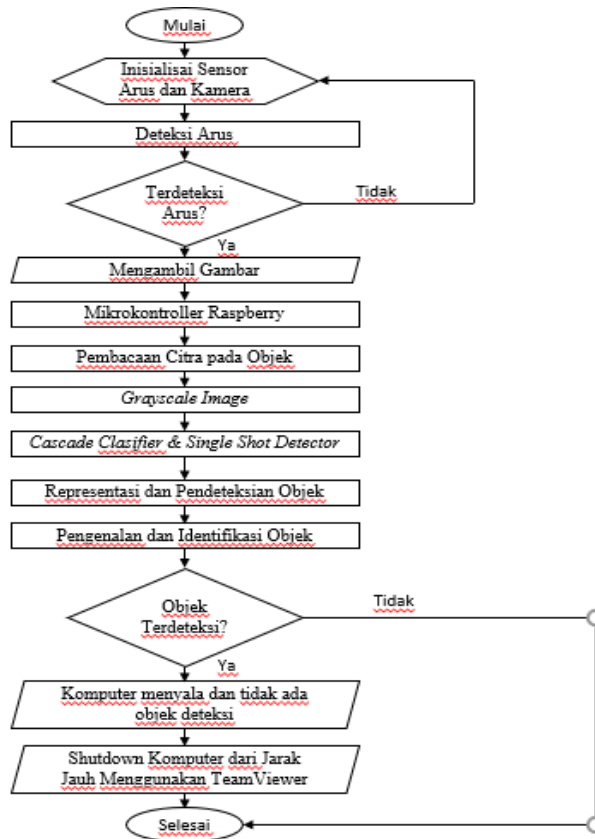 Mulai
Inisialisai Sensor
Arus dan Kamera
Deteksi Arus
Terdeteksi
Arus?
Tidak
Ya
Mengambil Gambar
Mikrokontroller Raspberry
Pembacaan Citra pada Objek
Grayscale Image
Cascade Clasifier & Single Shot Detector
Representasi dan Pendeteksian Objek
Pengenalan dan Identifikasi Objek
Objek
Terdeteksi?
Tidak
Ya
Komputer menyala dan tidak ada
objek deteksi
Shutdown Komputer dari Jarak
Jauh Menggunakan TeamViewer
Selesai